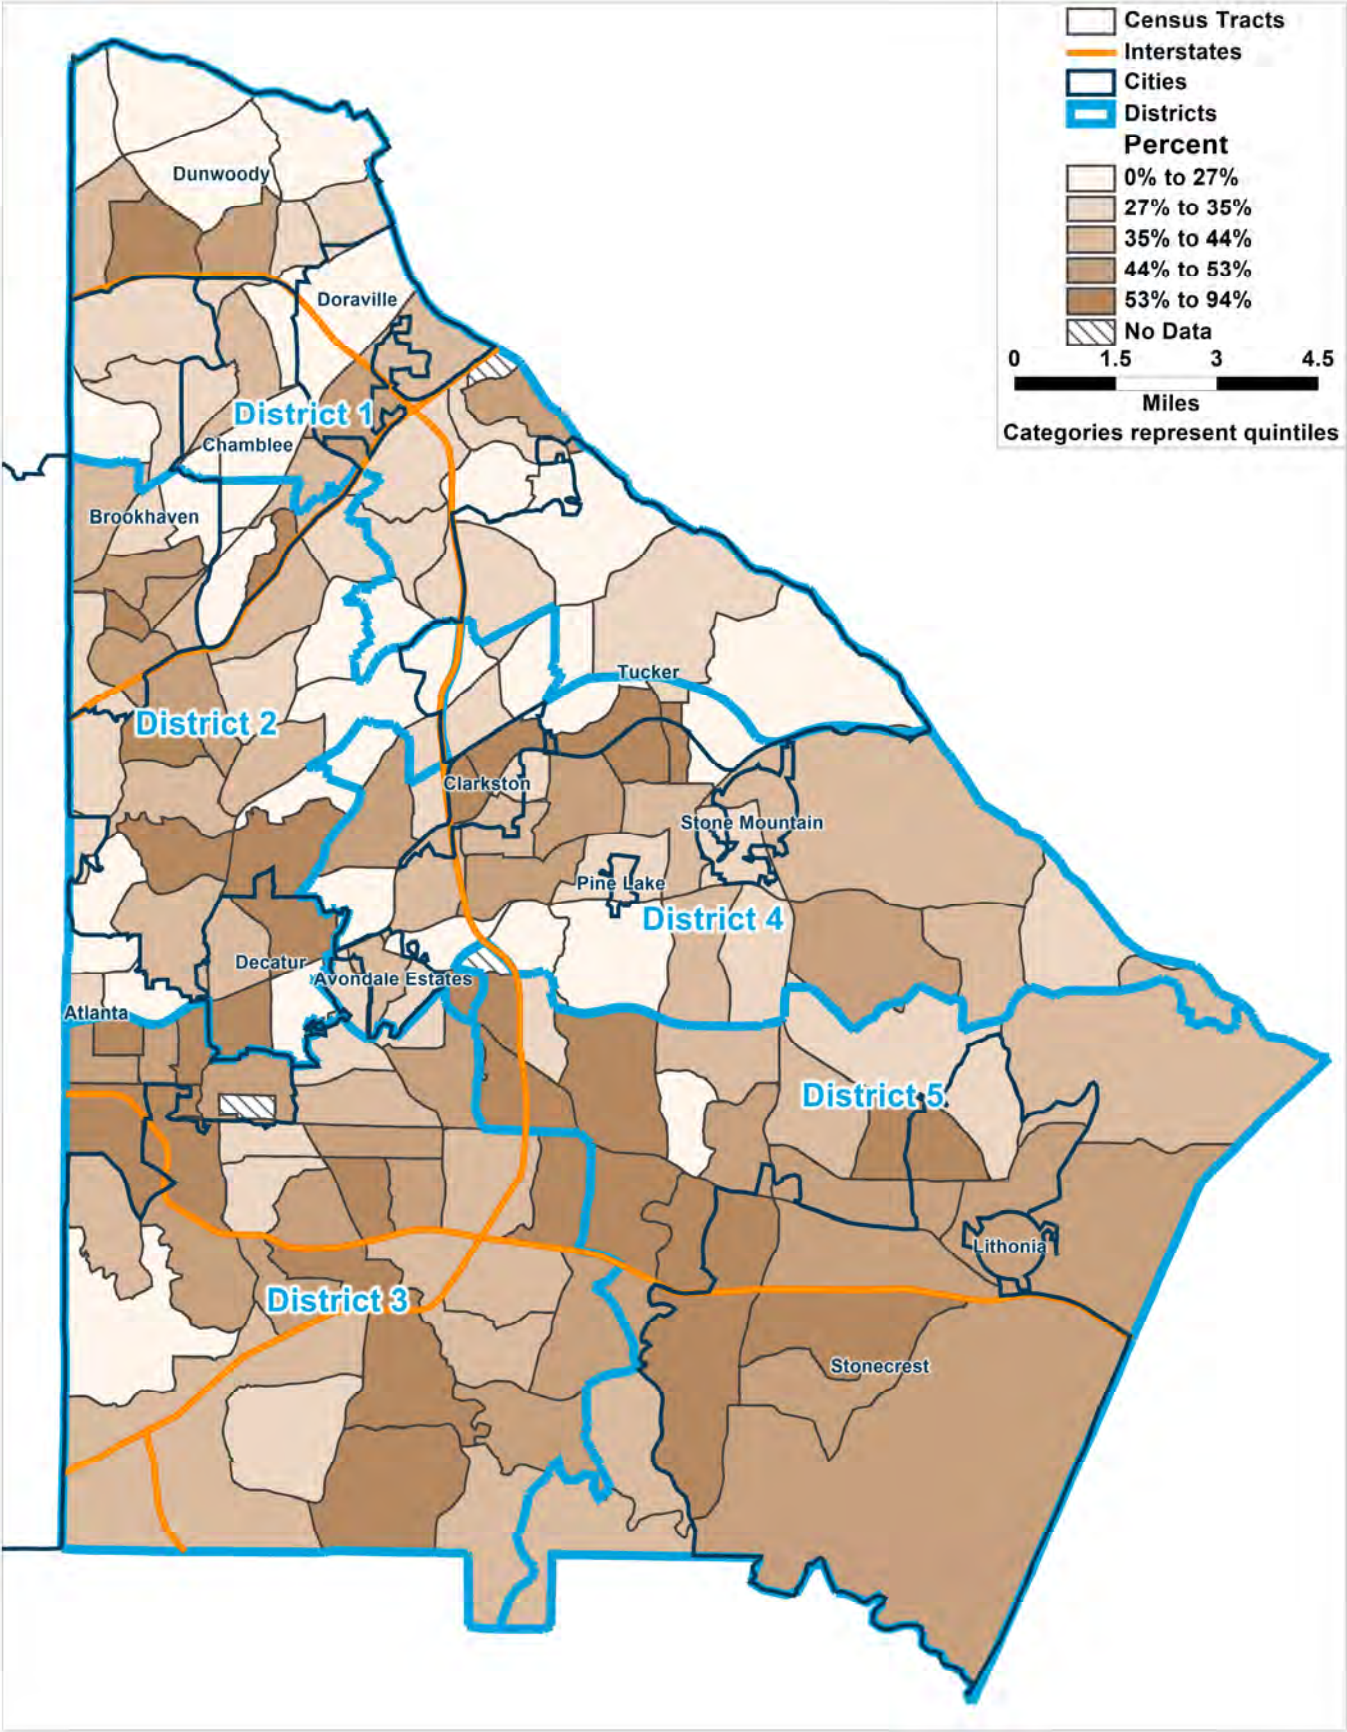 Census Tracts
Interstates
Cities
Districts
Percent
0% to 27%
27% to 35%
35% to 44%
44% to 53%
53% to 94%
No Data
0 1.5 3 4.5
Miles
Categories represent quintiles
Dunwoody
Doraville
District 1
Chamblee
Brookhaven
Tucker
District 2
Clarkston
Stone Mountain
Pine Lake
District 4
Decatur
Avondale Estates
Atlanta
District 5
Lithonia
District 3
Stonecrest